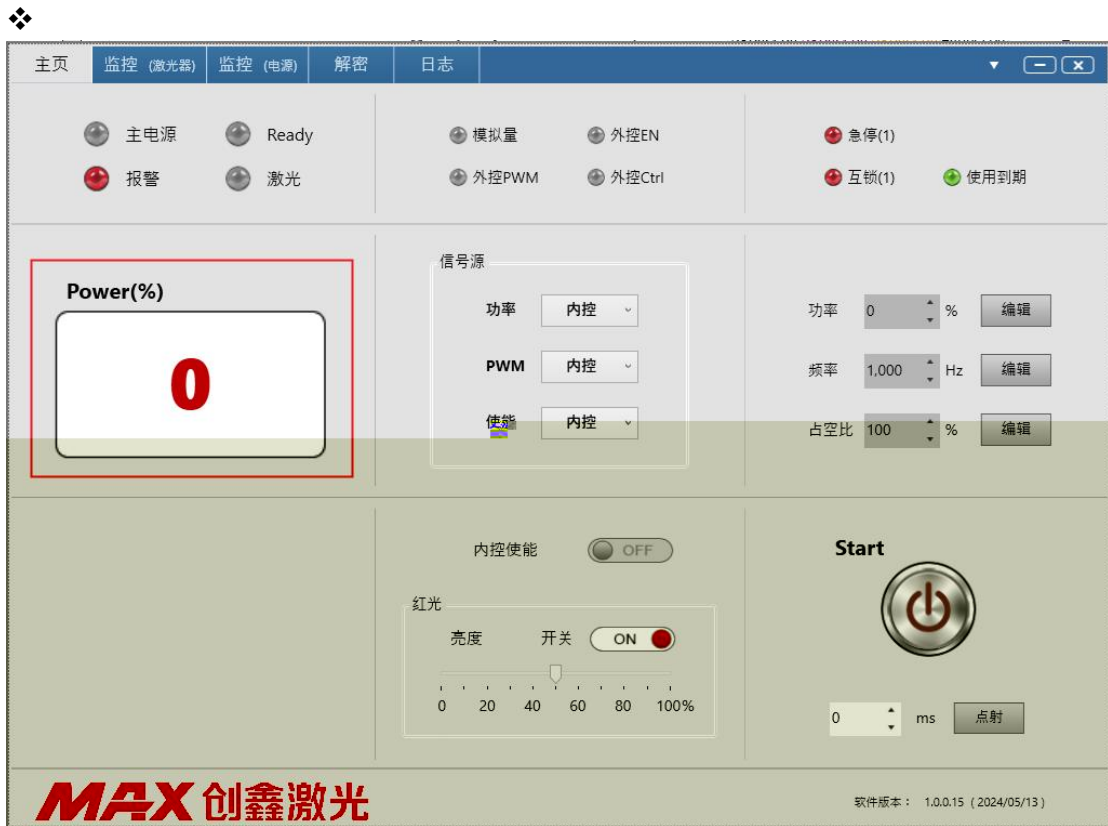 主页 监控 (激光器) 监控 (电源) 解密 日志
主电源 Ready
报警 激光
模拟量 外控EN
外控PWM 外控Ctrl
急停(1)
互锁(1) 使用到期
Power(%)
0
信号源
功率 内控
PWM 内控
使能 内控
功率 0 % 编辑
频率 1,000 Hz 编辑
占空比 100 % 编辑
内控使能 OFF
红光
亮度 开关 ON
0 20 40 60 80 100%
Start
0 ms 点射
MAX 创鑫激光
软件版本: 1.0.0.15 (2024/05/13)